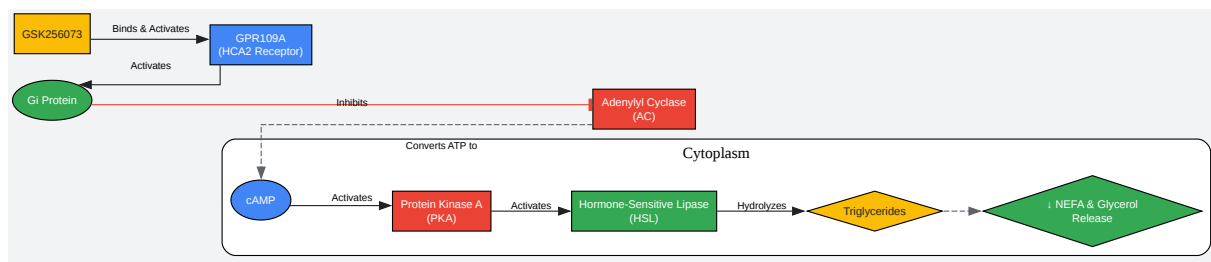 GSK256073
Binds & Activates
GPR109A
(HCA2 Receptor)
Activates
Gi Protein
Inhibits
Adenylyl Cyclase
(AC)
Converts ATP to
Cytoplasm
cAMP
Activates
Protein Kinase A
(PKA)
Activates
Hormone-Sensitive Lipase
(HSL)
Hydrolyzes
Triglycerides
↓ NEFA & Glycerol
Release